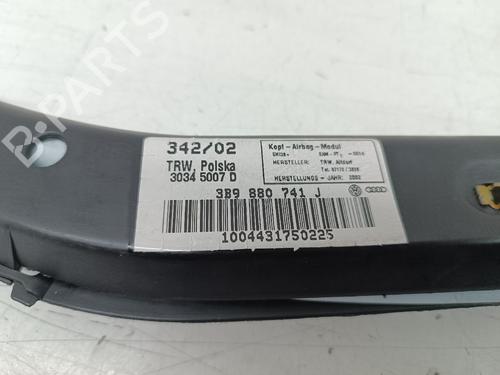 342/02
TRW, Polska
3034 5007 D
Kopf-Airbag-Modul
HERSTELLER: TRW, Alfdorf
HERSTELLUNGS-JAHR: 2002
3B9 880 741 J
1004431750225
B-PARTS